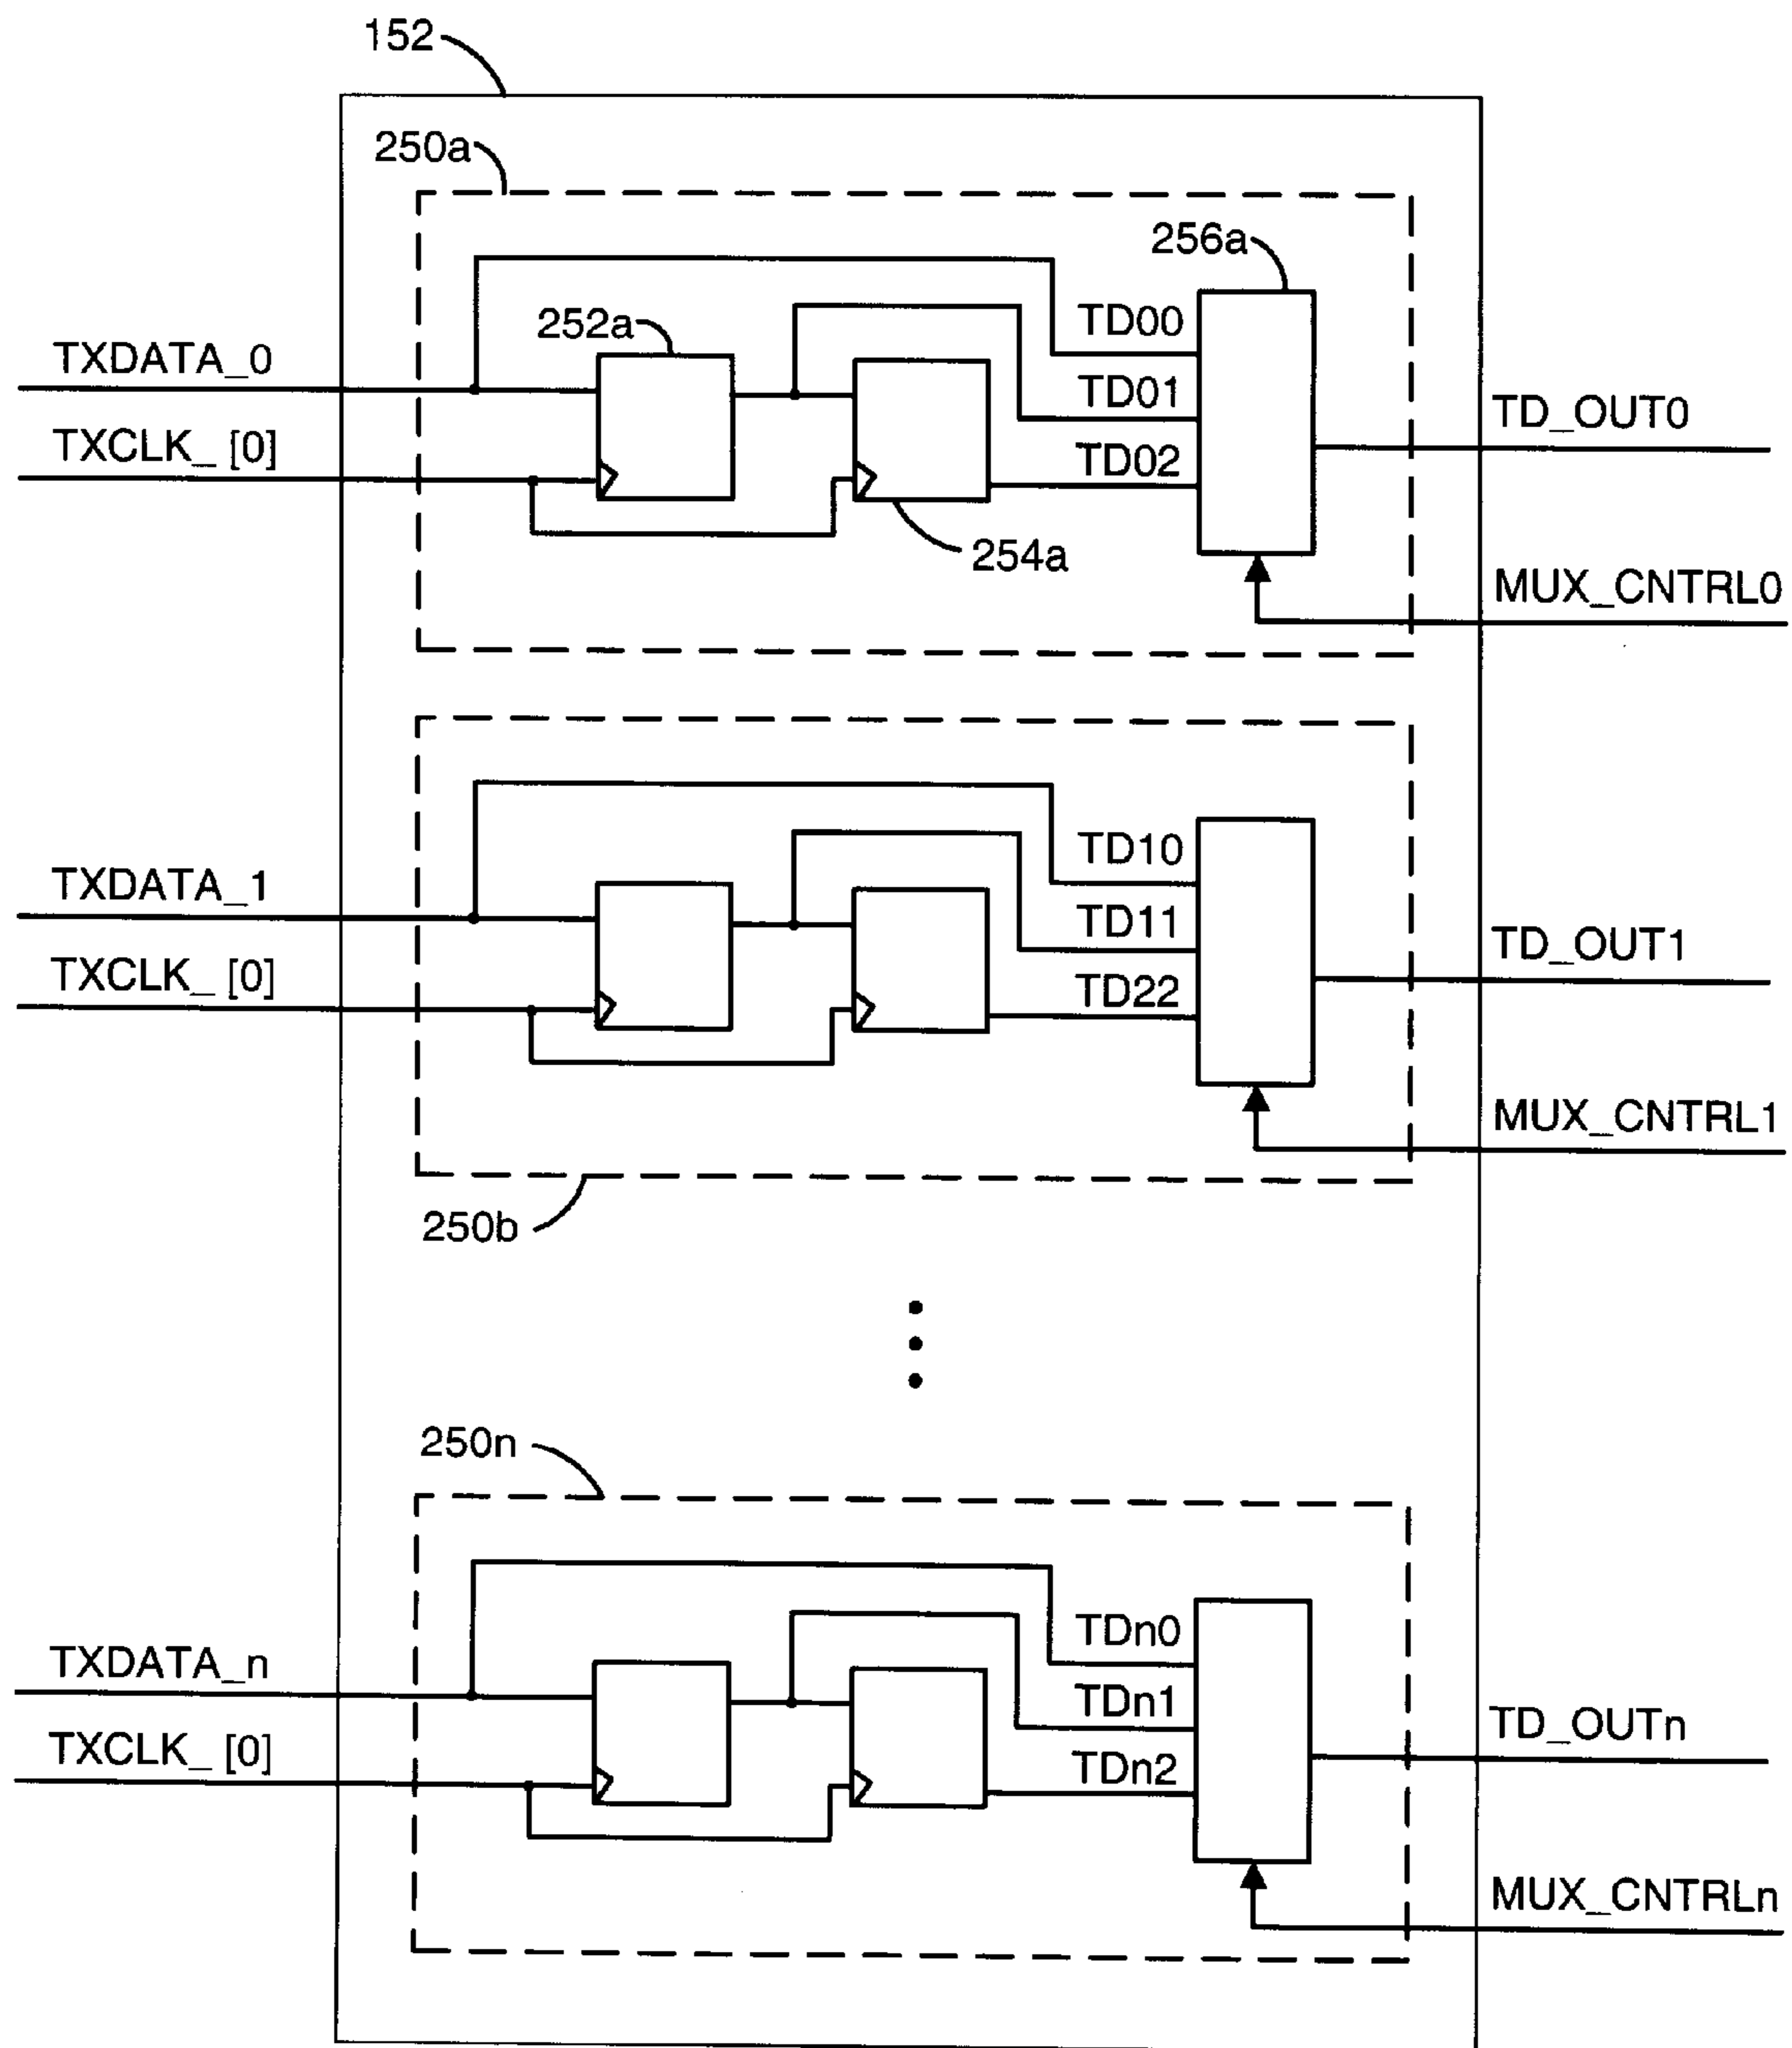 152
250a
256a
252a
TXDATA_0
TXCLK_ [0]
TD00
TD01
TD02
TD_OUT0
254a
MUX_CNTRL0
TXDATA_1
TXCLK_ [0]
TD10
TD11
TD22
TD_OUT1
MUX_CNTRL1
250b
250n
TXDATA_n
TXCLK_ [0]
TDn0
TDn1
TDn2
TD_OUTn
MUX_CNTRLn